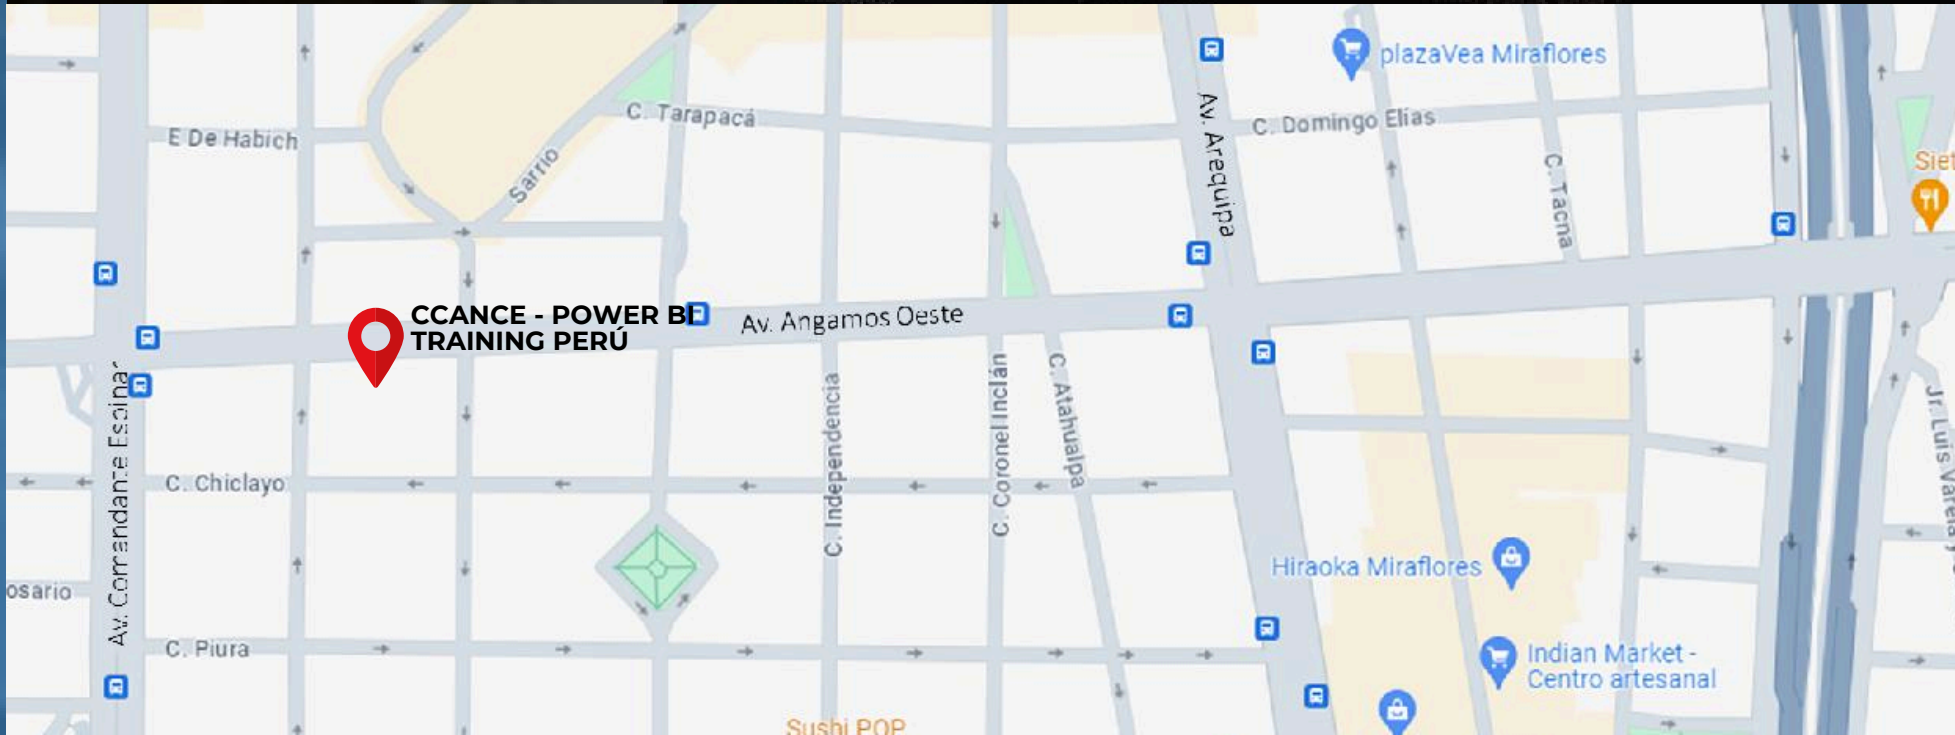 plazaVea Miraflores
Av. Arequipa
C. Tarapacá
C. Domingo Elías
E De Habich
Sarrio
C. Tacna
CCANCE - POWER BI
TRAINING PERÚ
Av. Angamos Oeste
Av. Comandante Espinar
C. Independencia
C. Coronel Inclán
C. Atahualpa
C. Chiclayo
Hiraoka Miraflores
C. Piura
Indian Market -
Centro artesanal
Sushi POP